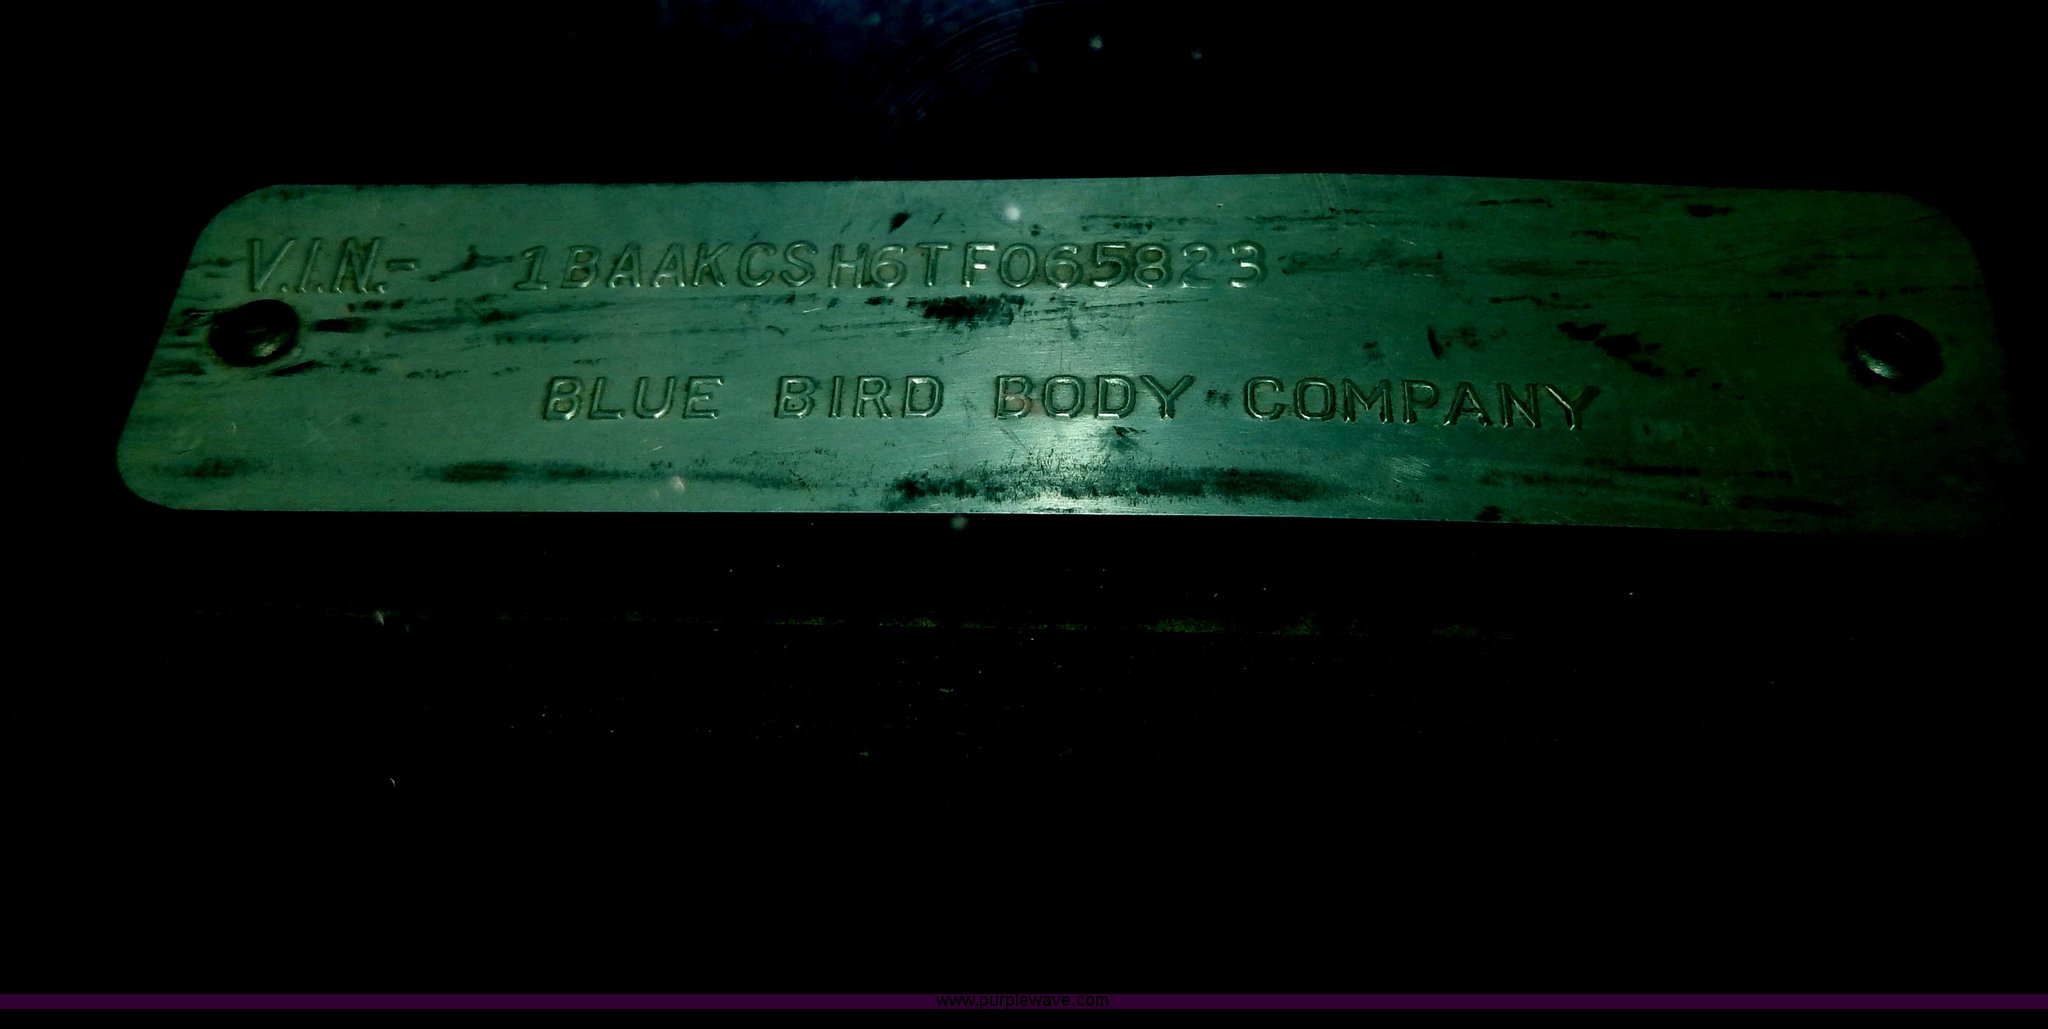 V.I.N.- 1BAAKCSH6TF065823
BLUE BIRD BODY COMPANY
www.purplewave.com